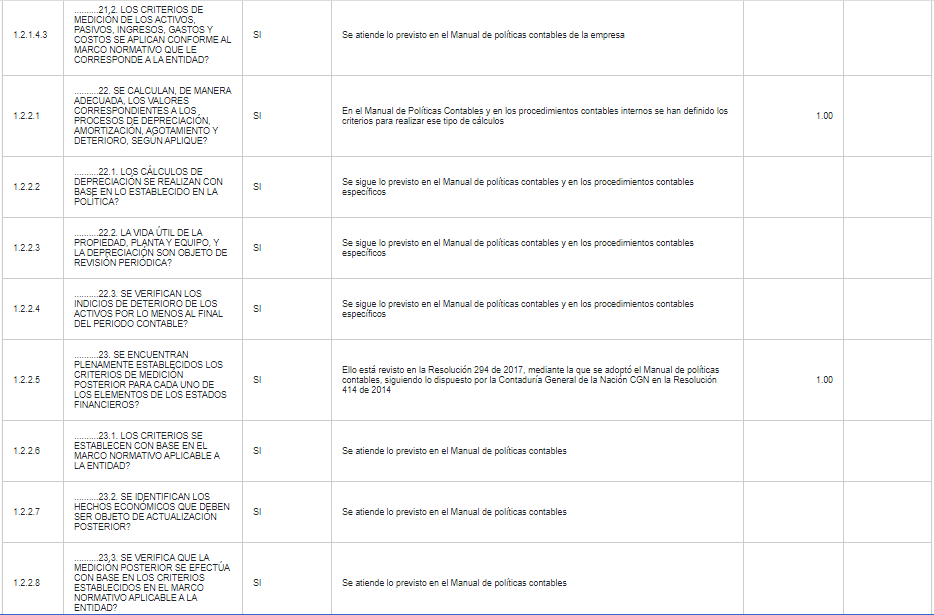 ..........21,2. LOS CRITERIOS DE
MEDICIÓN DE LOS ACTIVOS,
PASIVOS, INGRESOS, GASTOS Y
1.2.1.4.3 COSTOS SE APLICAN CONFORME AL SI Se atiende lo previsto en el Manual de políticas contables de la empresa
MARCO NORMATIVO QUE LE
CORRESPONDE A LA ENTIDAD?
..........22. SE CALCULAN, DE MANERA
ADECUADA, LOS VALORES
CORRESPONDIENTES A LOS En el Manual de Políticas Contables y en los procedimientos contables internos se han definido los
1.2.2.1 PROCESOS DE DEPRECIACIÓN, SI criterios para realizar ese tipo de cálculos 1.00
AMORTIZACIÓN, AGOTAMIENTO Y
DETERIORO, SEGÚN APLIQUE?
..........22.1. LOS CÁLCULOS DE
DEPRECIACIÓN SE REALIZAN CON Se sigue lo previsto en el Manual de políticas contables y en los procedimientos contables
1.2.2.2 BASE EN LO ESTABLECIDO EN LA SI específicos
POLÍTICA?
..........22.2. LA VIDA ÚTIL DE LA
PROPIEDAD, PLANTA Y EQUIPO, Y Se sigue lo previsto en el Manual de políticas contables y en los procedimientos contables
1.2.2.3 LA DEPRECIACIÓN SON OBJETO DE SI específicos
REVISIÓN PERIÓDICA?
..........22.3. SE VERIFICAN LOS
INDICIOS DE DETERIORO DE LOS Se sigue lo previsto en el Manual de políticas contables y en los procedimientos contables
1.2.2.4 ACTIVOS POR LO MENOS AL FINAL SI específicos
DEL PERIODO CONTABLE?
..........23. SE ENCUENTRAN
PLENAMENTE ESTABLECIDOS LOS Ello está revisto en la Resolución 294 de 2017, mediante la que se adoptó el Manual de políticas
1.2.2.5 CRITERIOS DE MEDICIÓN SI contables, siguiendo lo dispuesto por la Contaduría General de la Nación CGN en la Resolución 1.00
POSTERIOR PARA CADA UNO DE 414 de 2014
LOS ELEMENTOS DE LOS ESTADOS
FINANCIEROS?
..........23.1. LOS CRITERIOS SE
ESTABLECEN CON BASE EN EL
1.2.2.6 MARCO NORMATIVO APLICABLE A SI Se atiende lo previsto en el Manual de políticas contables
LA ENTIDAD?
..........23,2. SE IDENTIFICAN LOS
HECHOS ECONÓMICOS QUE DEBEN
1.2.2.7 SER OBJETO DE ACTUALIZACIÓN SI Se atiende lo previsto en el Manual de políticas contables
POSTERIOR?
..........23,3. SE VERIFICA QUE LA
MEDICIÓN POSTERIOR SE EFECTÚA
CON BASE EN LOS CRITERIOS
1.2.2.8 ESTABLECIDOS EN EL MARCO SI Se atiende lo previsto en el Manual de políticas contables
NORMATIVO APLICABLE A LA
ENTIDAD?